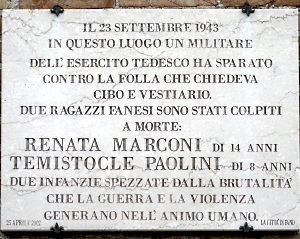 IL 23 SETTEMBRE 1943
IN QUESTO LUOGO UN MILITARE
DELL'ESERCITO TEDESCO HA SPARATO
CONTRO LA FOLLA CHE CHIEDEVA
CIBO E VESTIARIO.
DUE RAGAZZI FANESI SONO STATI COLPITI
A MORTE:
RENATA MARCONI DI 14 ANNI
TEMISTOCLE PAOLINI DI 8 ANNI
DUE INFANZIE SPEZZATE DALLA BRUTALITA'
CHE LA GUERRA E LA VIOLENZA
GENERANO NELL'ANIMO UMANO.
25 APRILE 2002 LA CITTÀ DI FANO